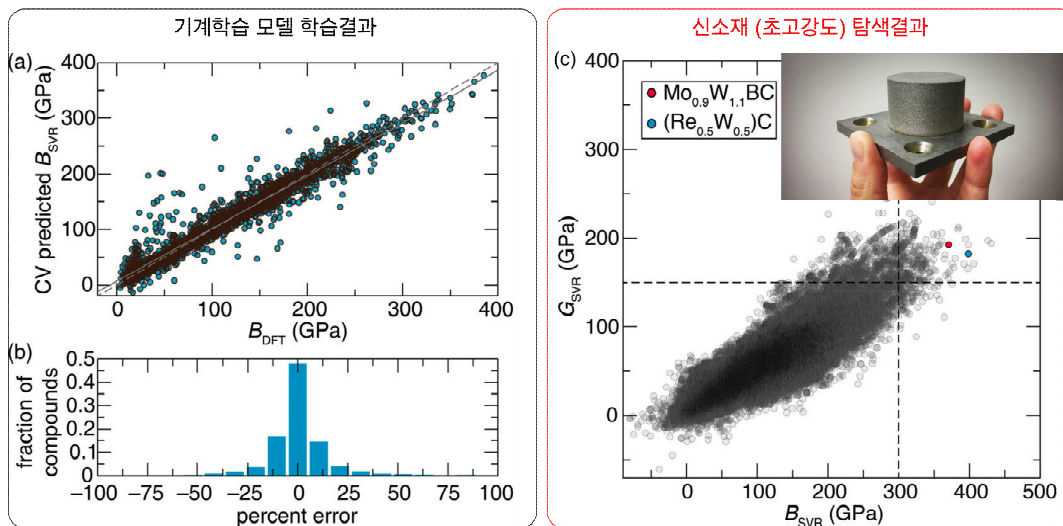 기계학습 모델 학습결과
(a)
400
300
200
100
0
CV predicted B_SVR (GPa)
0 100 200 300 400
B_DFT (GPa)
(b)
0.5
0.4
0.3
0.2
0.1
0
fraction of
compounds
−100 −75 −50 −25 0 25 50 75 100
percent error
신소재 (초고강도) 탐색결과
(c)
400
300
200
100
0
G_SVR (GPa)
Mo0.9W1.1BC
(Re0.5W0.5)C
0 100 200 300 400 500
B_SVR (GPa)